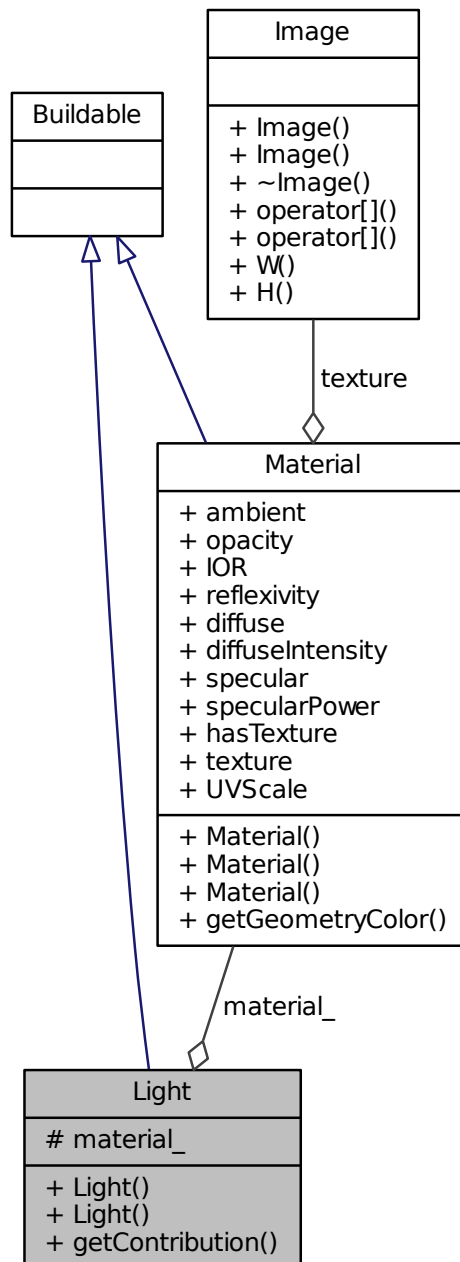 Image
+ Image()
+ Image()
+ ~Image()
+ operator[]()
+ operator[]()
+ W()
+ H()
Buildable
texture
Material
+ ambient
+ opacity
+ IOR
+ reflexivity
+ diffuse
+ diffuseIntensity
+ specular
+ specularPower
+ hasTexture
+ texture
+ UVScale
+ Material()
+ Material()
+ Material()
+ getGeometryColor()
material_
Light
# material_
+ Light()
+ Light()
+ getContribution()